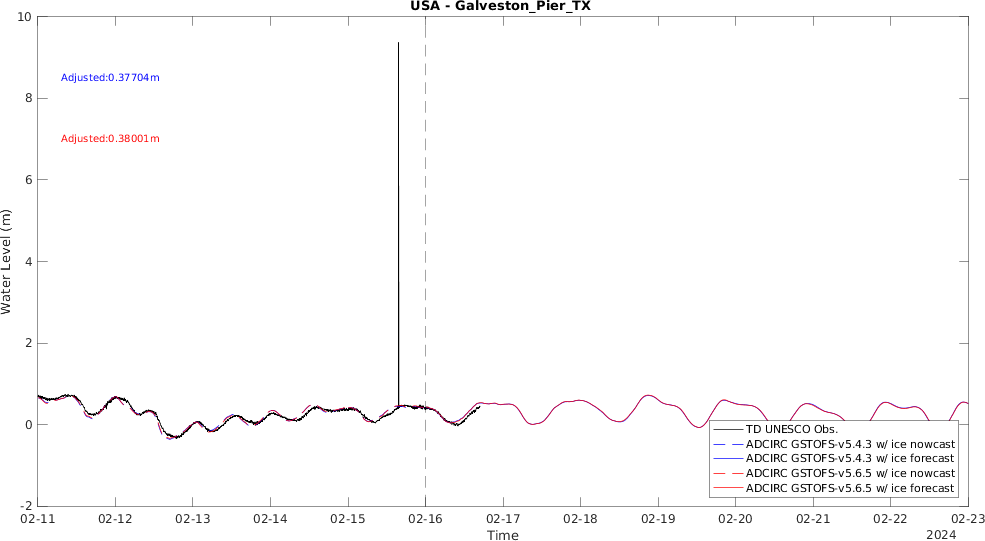 USA - Galveston_Pier_TX
10
8
6
4
2
0
-2
Water Level (m)
Adjusted:0.37704m
Adjusted:0.38001m
TD UNESCO Obs.
ADCIRC GSTOFS-v5.4.3 w/ ice nowcast
ADCIRC GSTOFS-v5.4.3 w/ ice forecast
ADCIRC GSTOFS-v5.6.5 w/ ice nowcast
ADCIRC GSTOFS-v5.6.5 w/ ice forecast
02-11 02-12 02-13 02-14 02-15 02-16 02-17 02-18 02-19 02-20 02-21 02-22 02-23
Time
2024